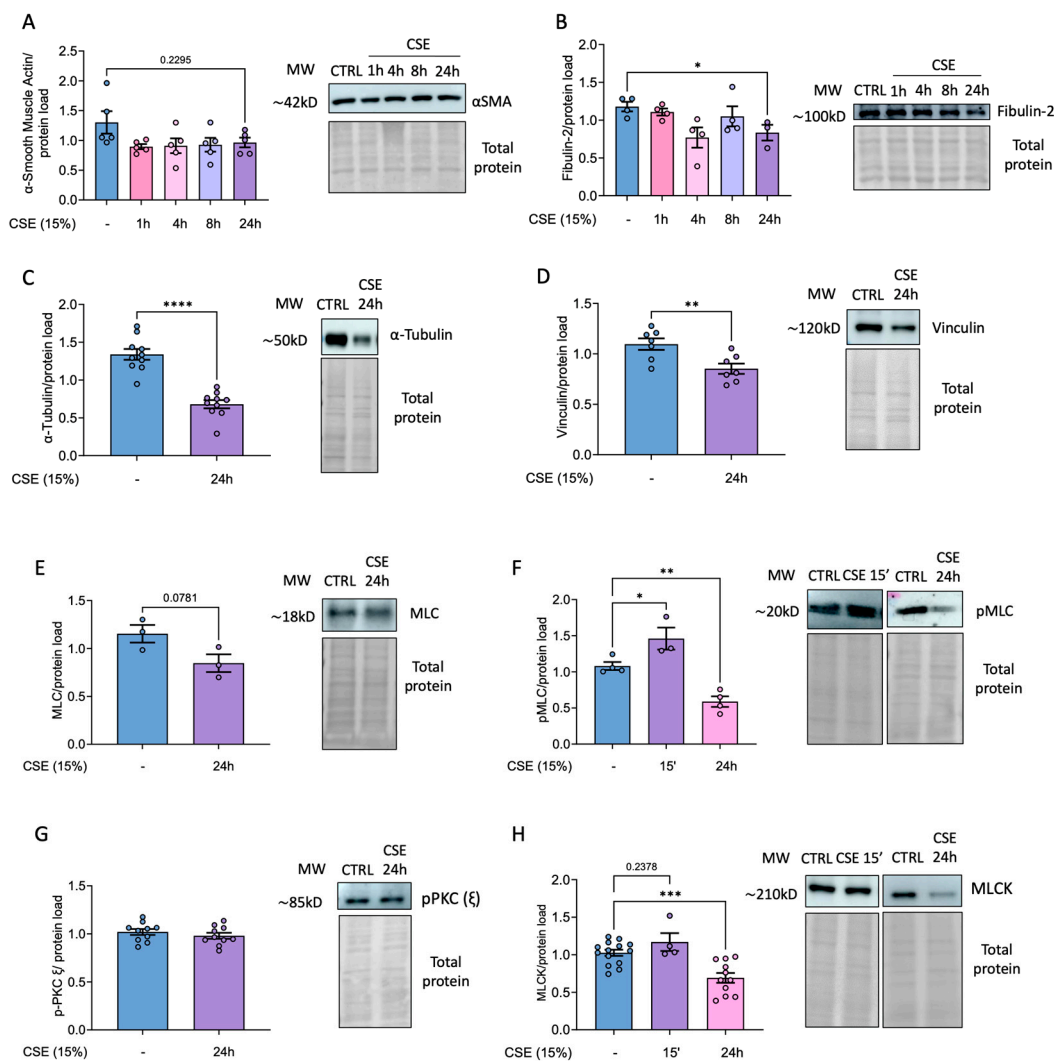 A
α-Smooth Muscle Actin/
protein load
2.5
2.0
1.5
1.0
0.5
0.0
0.2295
CSE (15%)
- 1h 4h 8h 24h
CSE
MW CTRL 1h 4h 8h 24h
~42kD
αSMA
Total
protein
B
Fibulin-2/protein load
2.0
1.5
1.0
0.5
0.0
*
CSE (15%)
- 1h 4h 8h 24h
CSE
MW CTRL 1h 4h 8h 24h
~100kD
Fibulin-2
Total
protein
C
α-Tubulin/protein load
2.0
1.5
1.0
0.5
0.0
****
CSE (15%)
- 24h
CSE
MW CTRL 24h
~50kD
α-Tubulin
Total
protein
D
Vinculin/protein load
1.5
1.0
0.5
0.0
**
CSE (15%)
- 24h
CSE
MW CTRL 24h
~120kD
Vinculin
Total
protein
E
MLC/protein load
1.5
1.0
0.5
0.0
0.0781
CSE (15%)
- 24h
CSE
MW CTRL 24h
~18kD
MLC
Total
protein
F
pMLC/protein load
2.0
1.5
1.0
0.5
0.0
**
*
CSE (15%)
- 15' 24h
CSE
MW CTRL CSE 15’ CTRL 24h
~20kD
pMLC
Total
protein
G
p-PKC ξ/ protein load
1.5
1.0
0.5
0.0
CSE (15%)
- 24h
CSE
MW CTRL 24h
~85kD
pPKC (ξ)
Total
protein
H
MLCK/protein load
2.0
1.5
1.0
0.5
0.0
0.2378
***
CSE (15%)
- 15' 24h
CSE
MW CTRL CSE 15’ CTRL 24h
~210kD
MLCK
Total
protein